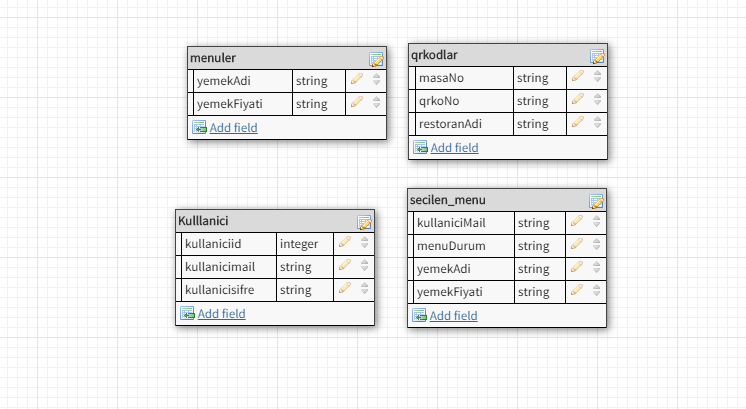 menuler
yemekAdi string
yemekFiyati string
Add field
qrkodlar
masaNo string
qrkoNo string
restoranAdi string
Add field
Kulllanici
kullaniciid integer
kullanicimail string
kullanicisifre string
Add field
secilen_menu
kullaniciMail string
menuDurum string
yemekAdi string
yemekFiyati string
Add field